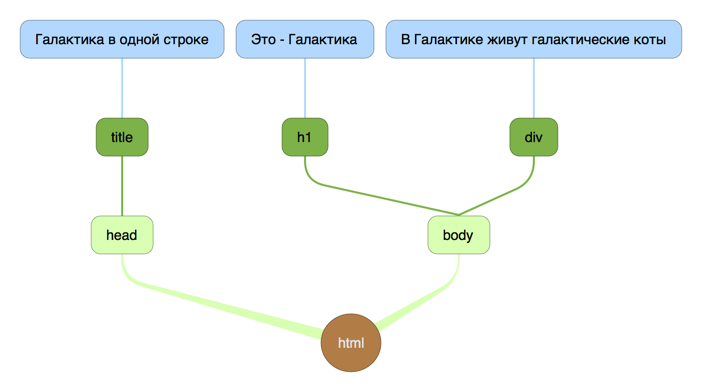 Галактика в одной строке
Это - Галактика
В Галактике живут галактические коты
title
h1
div
head
body
html